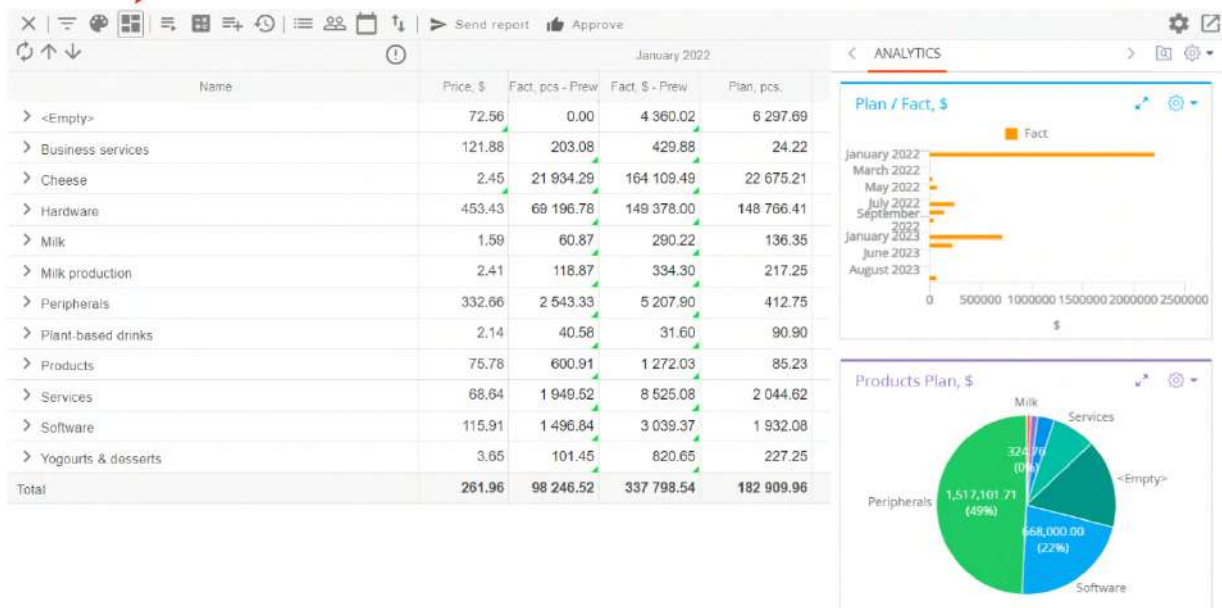 Send report Approve
January 2022
Name Price, $ Fact, pcs - Prew Fact, $ - Prew Plan, pcs.
<Empty> 72.56 0.00 4 360.02 6 297.69
Business services 121.88 203.08 429.88 24.22
Cheese 2.45 21 934.29 164 109.49 22 675.21
Hardware 453.43 69 196.78 149 378.00 148 766.41
Milk 1.59 60.87 290.22 136.35
Milk production 2.41 118.87 334.30 217.25
Peripherals 332.66 2 543.33 5 207.90 412.75
Plant-based drinks 2.14 40.58 31.60 90.90
Products 75.78 600.91 1 272.03 85.23
Services 68.64 1 949.52 8 525.08 2 044.62
Software 115.91 1 496.84 3 039.37 1 932.08
Yogourts & desserts 3.65 101.45 820.65 227.25
Total 261.96 98 246.52 337 798.54 182 909.96
ANALYTICS
Plan / Fact, $
Fact
January 2022
March 2022
May 2022
July 2022
September
2022
January 2023
June 2023
August 2023
0 500000 1000000 1500000 2000000 2500000
$
Products Plan, $
Milk
Services
324.76
(0%)
<Empty>
Peripherals
1,517,101.71
(49%)
668,000.00
(22%)
Software